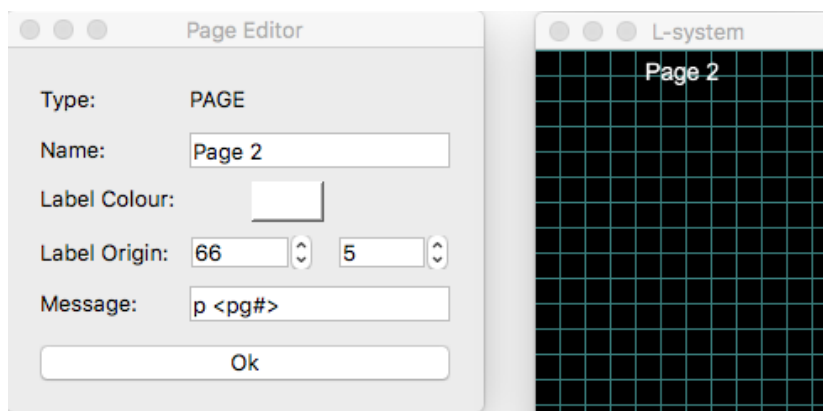 Page Editor
L-system
Type: PAGE
Name: Page 2
Label Colour:
Label Origin: 66 5
Message: p <pg#>
Ok
Page 2